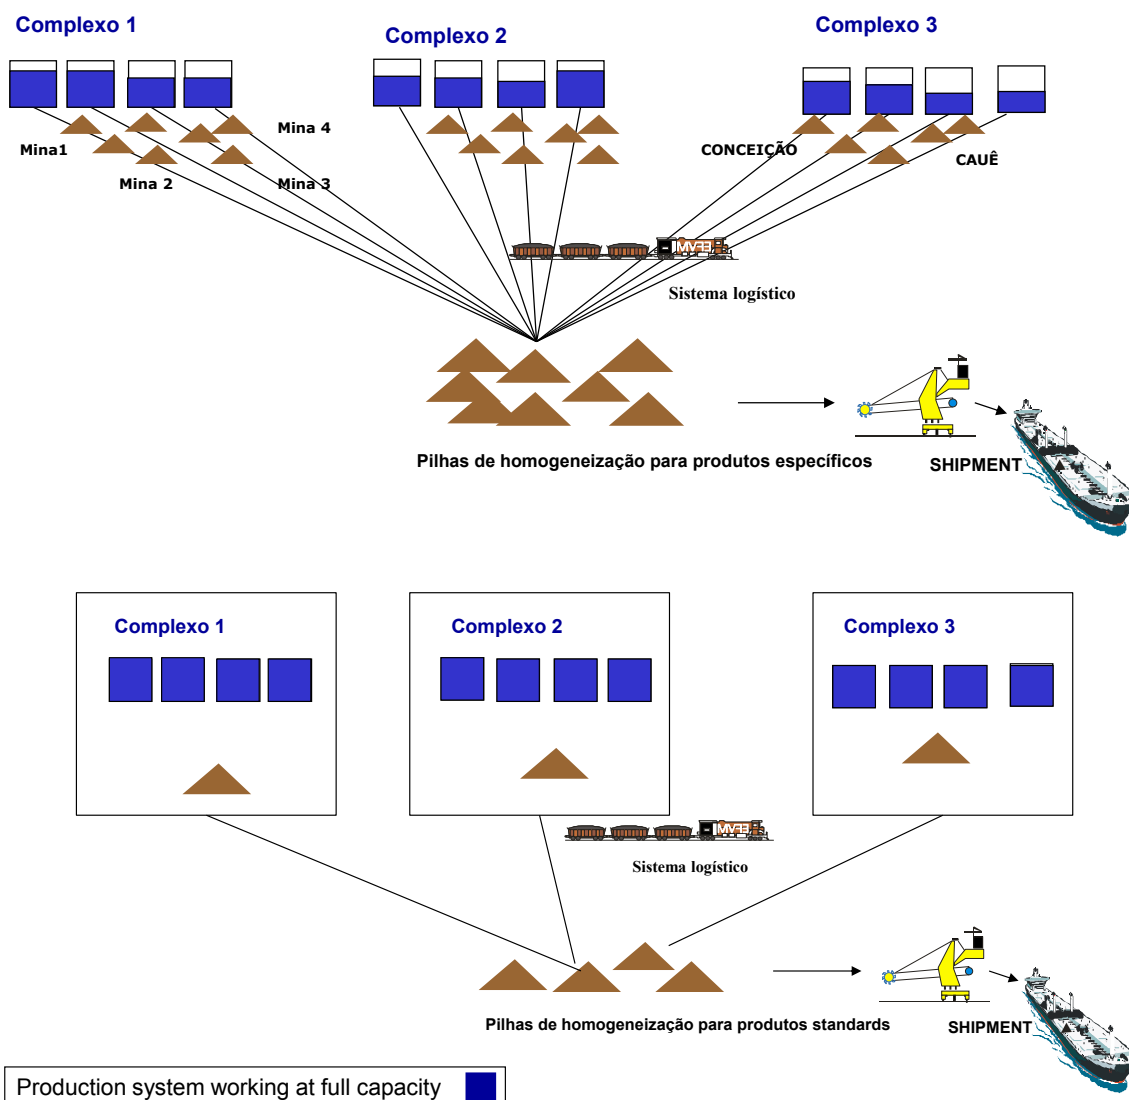 Complexo 1
Complexo 2
Complexo 3
Mina1
Mina 2
Mina 3
Mina 4
CONCEIÇÃO
CAUÊ
Sistema logístico
Pilhas de homogeneização para produtos específicos
SHIPMENT
Complexo 1
Complexo 2
Complexo 3
Sistema logístico
Pilhas de homogeneização para produtos standards
SHIPMENT
Production system working at full capacity